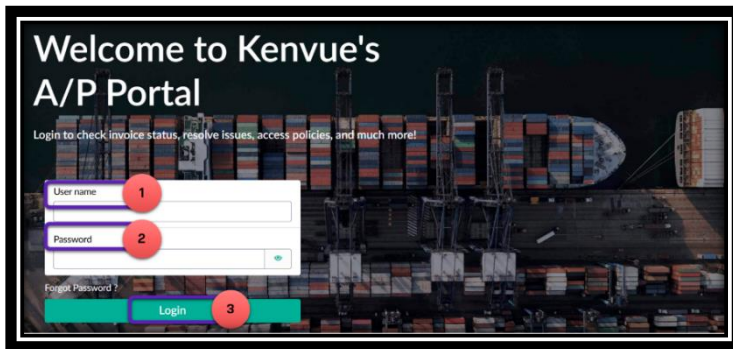 Welcome to Kenvue's
A/P Portal
Login to check invoice status, resolve issues, access policies, and much more!
User name 1
Password 2
Forgot Password ?
Login 3